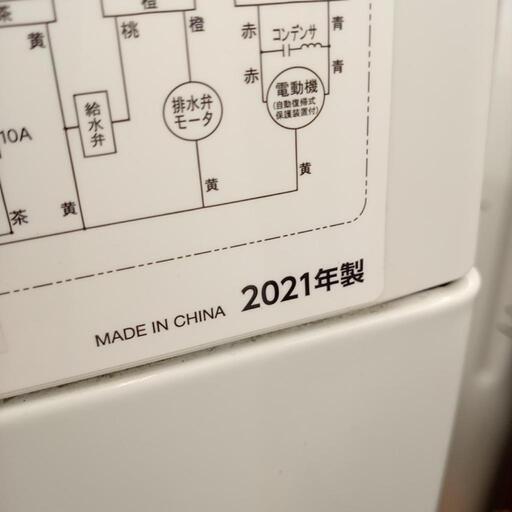 茶
橙
黄
桃
橙
赤
コンデンサ
青
赤
青
給水弁
排水弁
モータ
電動機
(自動復帰式
保護装置付)
10A
黄
黄
茶
黄
MADE IN CHINA
2021年製